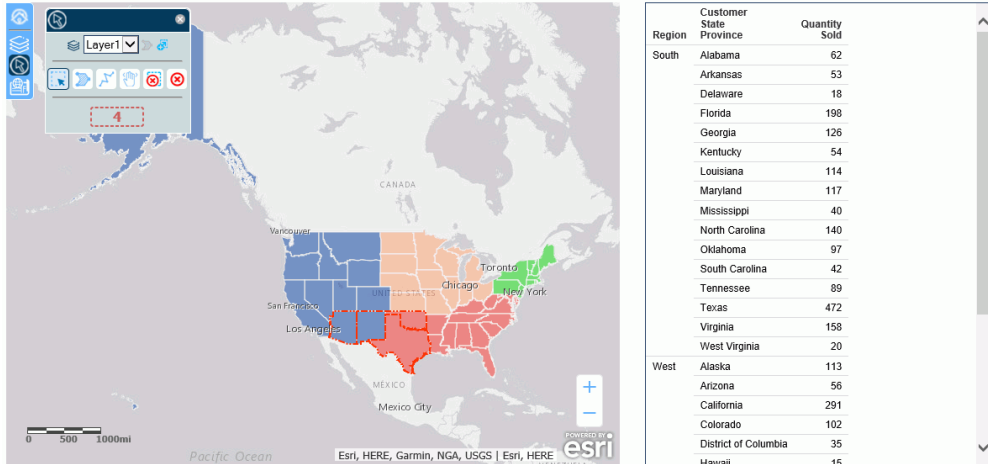 Layer1
4
CANADA
Vancouver
Toronto
Chicago
UNITED STATES
New York
San Francisco
Los Angeles
MÉXICO
Mexico City
0 500 1000mi
Pacific Ocean
+
−
POWERED BY
esri
Esri, HERE, Garmin, NGA, USGS | Esri, HERE
Region Customer State Province Quantity Sold
South Alabama 62
Arkansas 53
Delaware 18
Florida 198
Georgia 126
Kentucky 54
Louisiana 114
Maryland 117
Mississippi 40
North Carolina 140
Oklahoma 97
South Carolina 42
Tennessee 89
Texas 472
Virginia 158
West Virginia 20
West Alaska 113
Arizona 56
California 291
Colorado 102
District of Columbia 35
Hawaii 15